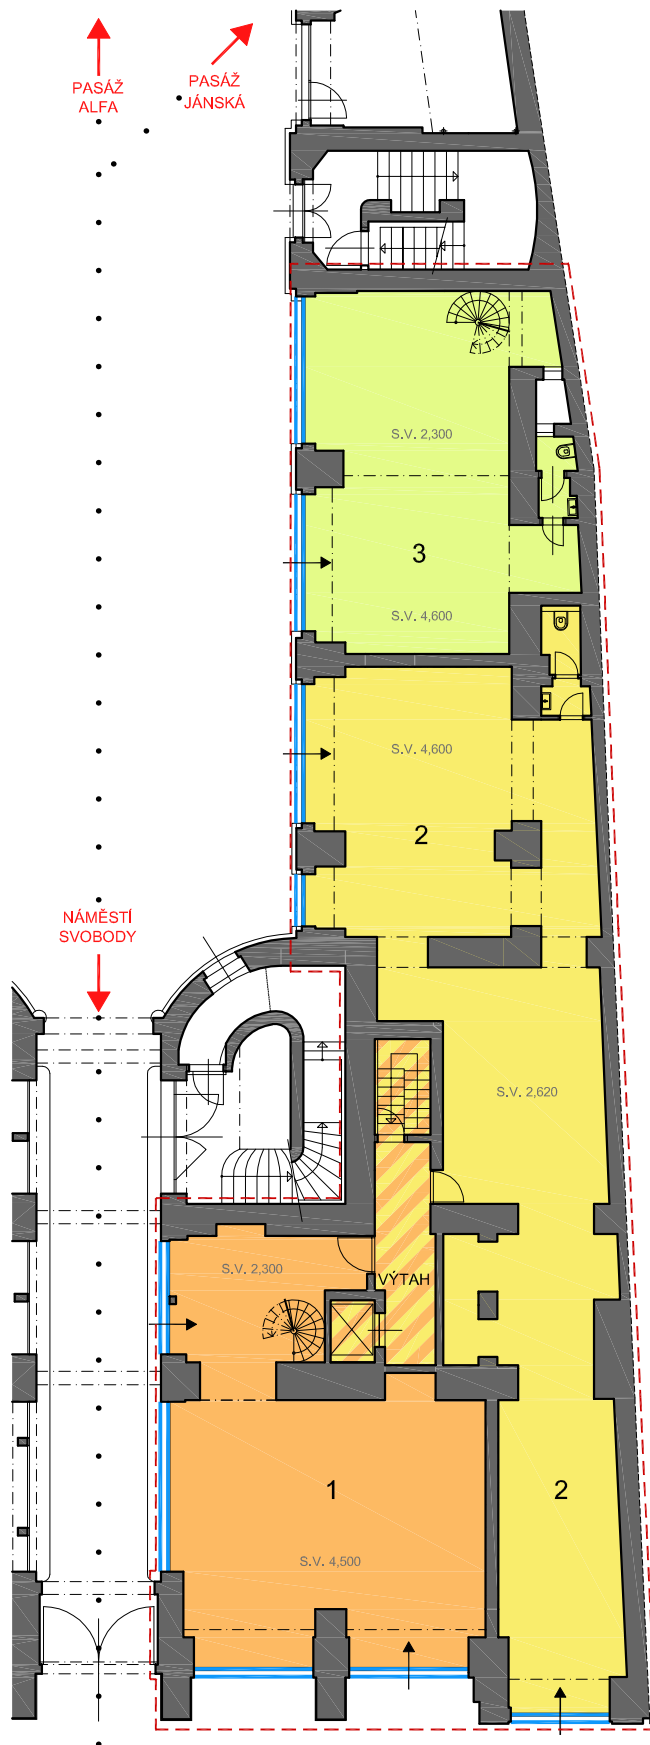 PASÁŽ
ALFA
PASÁŽ
JÁNSKÁ
S.V. 2,300
3
S.V. 4,600
S.V. 4,600
2
NÁMĚSTÍ
SVOBODY
S.V. 2,620
S.V. 2,300
VÝTAH
1
2
S.V. 4,500